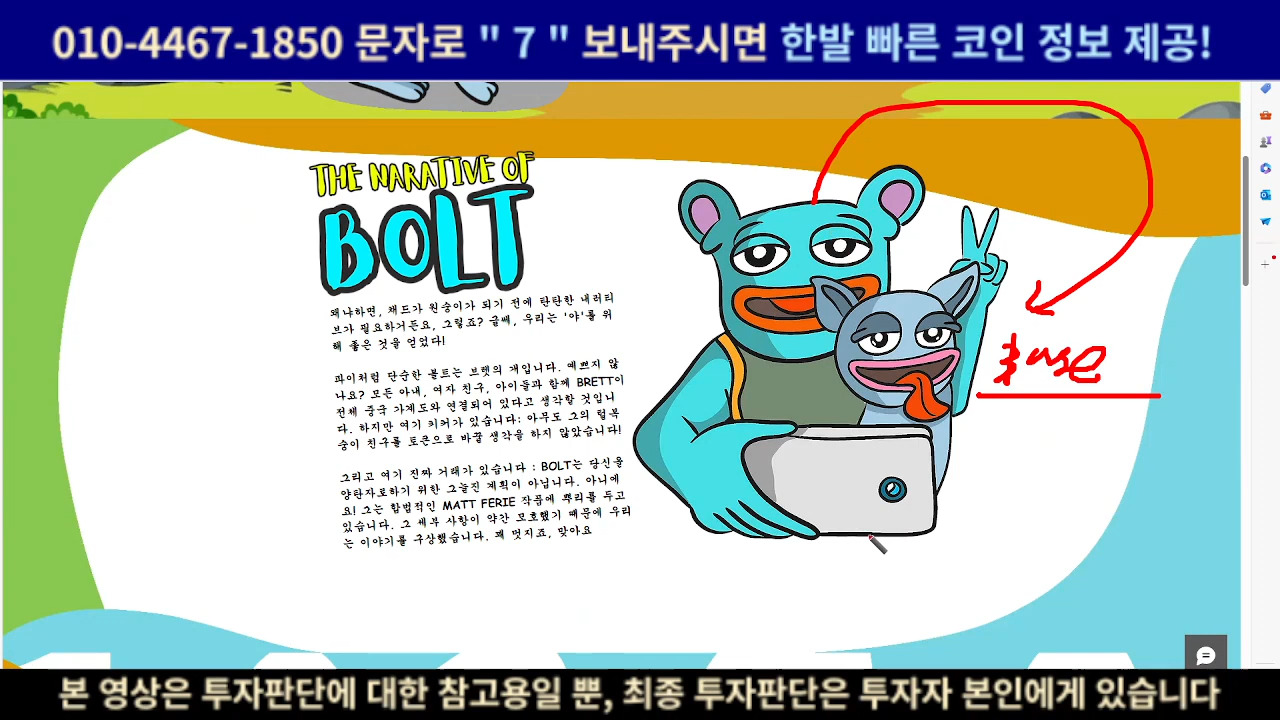 010-4467-1850 문자로 " 7 " 보내주시면 한발 빠른 코인 정보 제공!
THE NARATIVE OF
BOLT
왜냐하면, 채드가 원숭이가 되기 전에 탄탄한 내러티
브가 필요하거든요, 그렇죠? 글쎄, 우리는 '야'를 위
해 좋은 것을 얻었다!
파이처럼 단순한 볼트는 브렛의 개입니다. 예쁘지 않
나요? 모든 아내, 여자 친구, 아이들과 함께 BRETT이
전체 중국 가계도와 연결되어 있다고 생각할 것입니
다. 하지만 여기 키커가 있습니다: 아무도 그의 털복
숭이 친구를 토큰으로 바꿀 생각을 하지 않았습니다!
그리고 여기 진짜 거래가 있습니다 : BOLT는 당신을
양탄자로하기 위한 그늘진 계획이 아닙니다. 아니에
요! 그는 합법적인 MATT FERIE 작품에 뿌리를 두고
있습니다. 그 세부 사항이 약간 모호했기 때문에 우리
는 이야기를 구상했습니다. 꽤 멋지죠, 맞아요
본 영상은 투자판단에 대한 참고용일 뿐, 최종 투자판단은 투자자 본인에게 있습니다